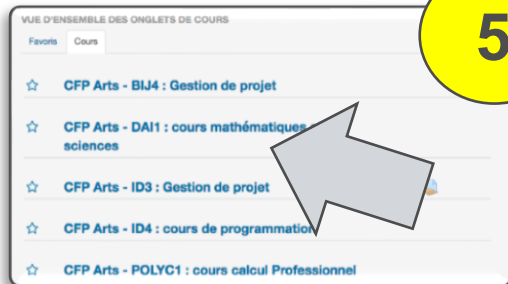 VUE D'ENSEMBLE DES ONGLETS DE COURS
5
Favoris Cours
CFP Arts - BIJ4 : Gestion de projet
CFP Arts - DAI1 : cours mathématiques
sciences
CFP Arts - ID3 : Gestion de projet
CFP Arts - ID4 : cours de programmation
CFP Arts - POLYC1 : cours calcul Professionnel